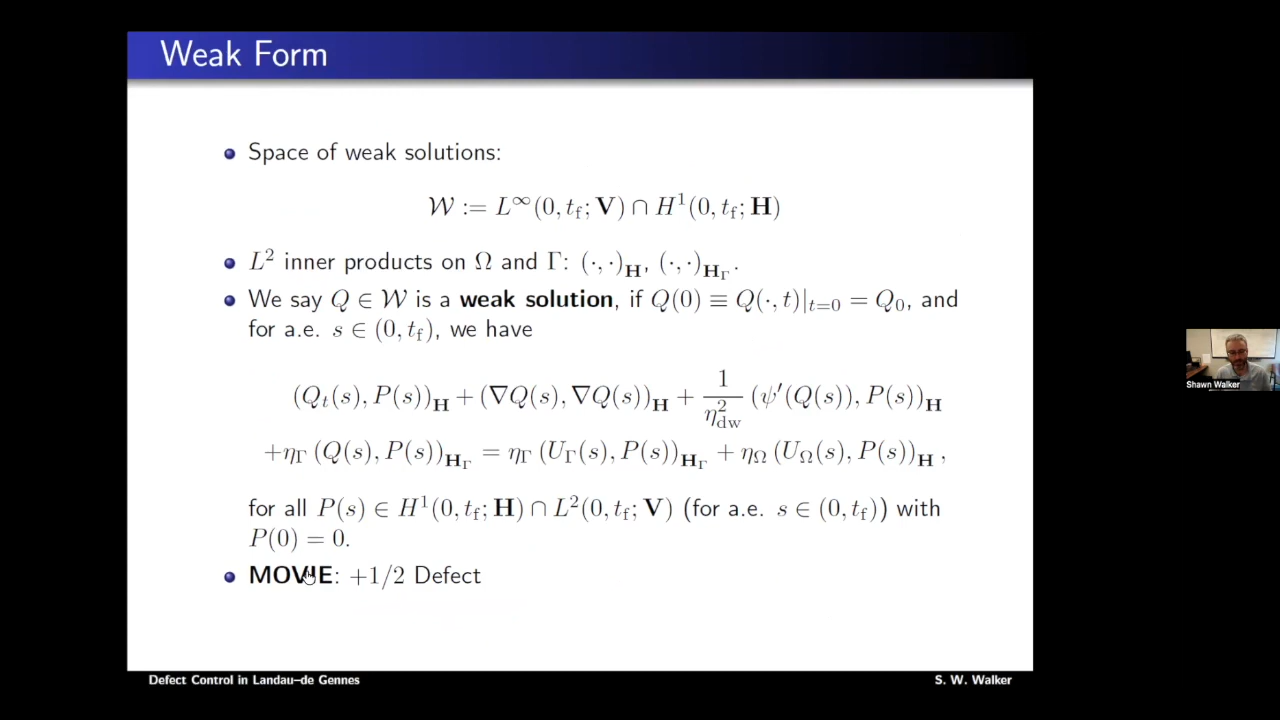 Weak Form
Space of weak solutions:
𝒲 := L^∞(0, t_f; V) ∩ H^1(0, t_f; H)
L^2 inner products on Ω and Γ: (·,·)_H, (·,·)_{H_Γ}.
We say Q ∈ 𝒲 is a weak solution, if Q(0) ≡ Q(·, t)|_{t=0} = Q_0, and
for a.e. s ∈ (0, t_f), we have
(Q_t(s), P(s))_H + (∇Q(s), ∇Q(s))_H + \frac{1}{η_{dw}^2} (ψ′(Q(s)), P(s))_H
+η_Γ (Q(s), P(s))_{H_Γ} = η_Γ (U_Γ(s), P(s))_{H_Γ} + η_Ω (U_Ω(s), P(s))_H ,
for all P(s) ∈ H^1(0, t_f; H) ∩ L^2(0, t_f; V) (for a.e. s ∈ (0, t_f)) with
P(0) = 0.
MOVIE: +1/2 Defect
Shawn Walker
Defect Control in Landau–de Gennes
S. W. Walker